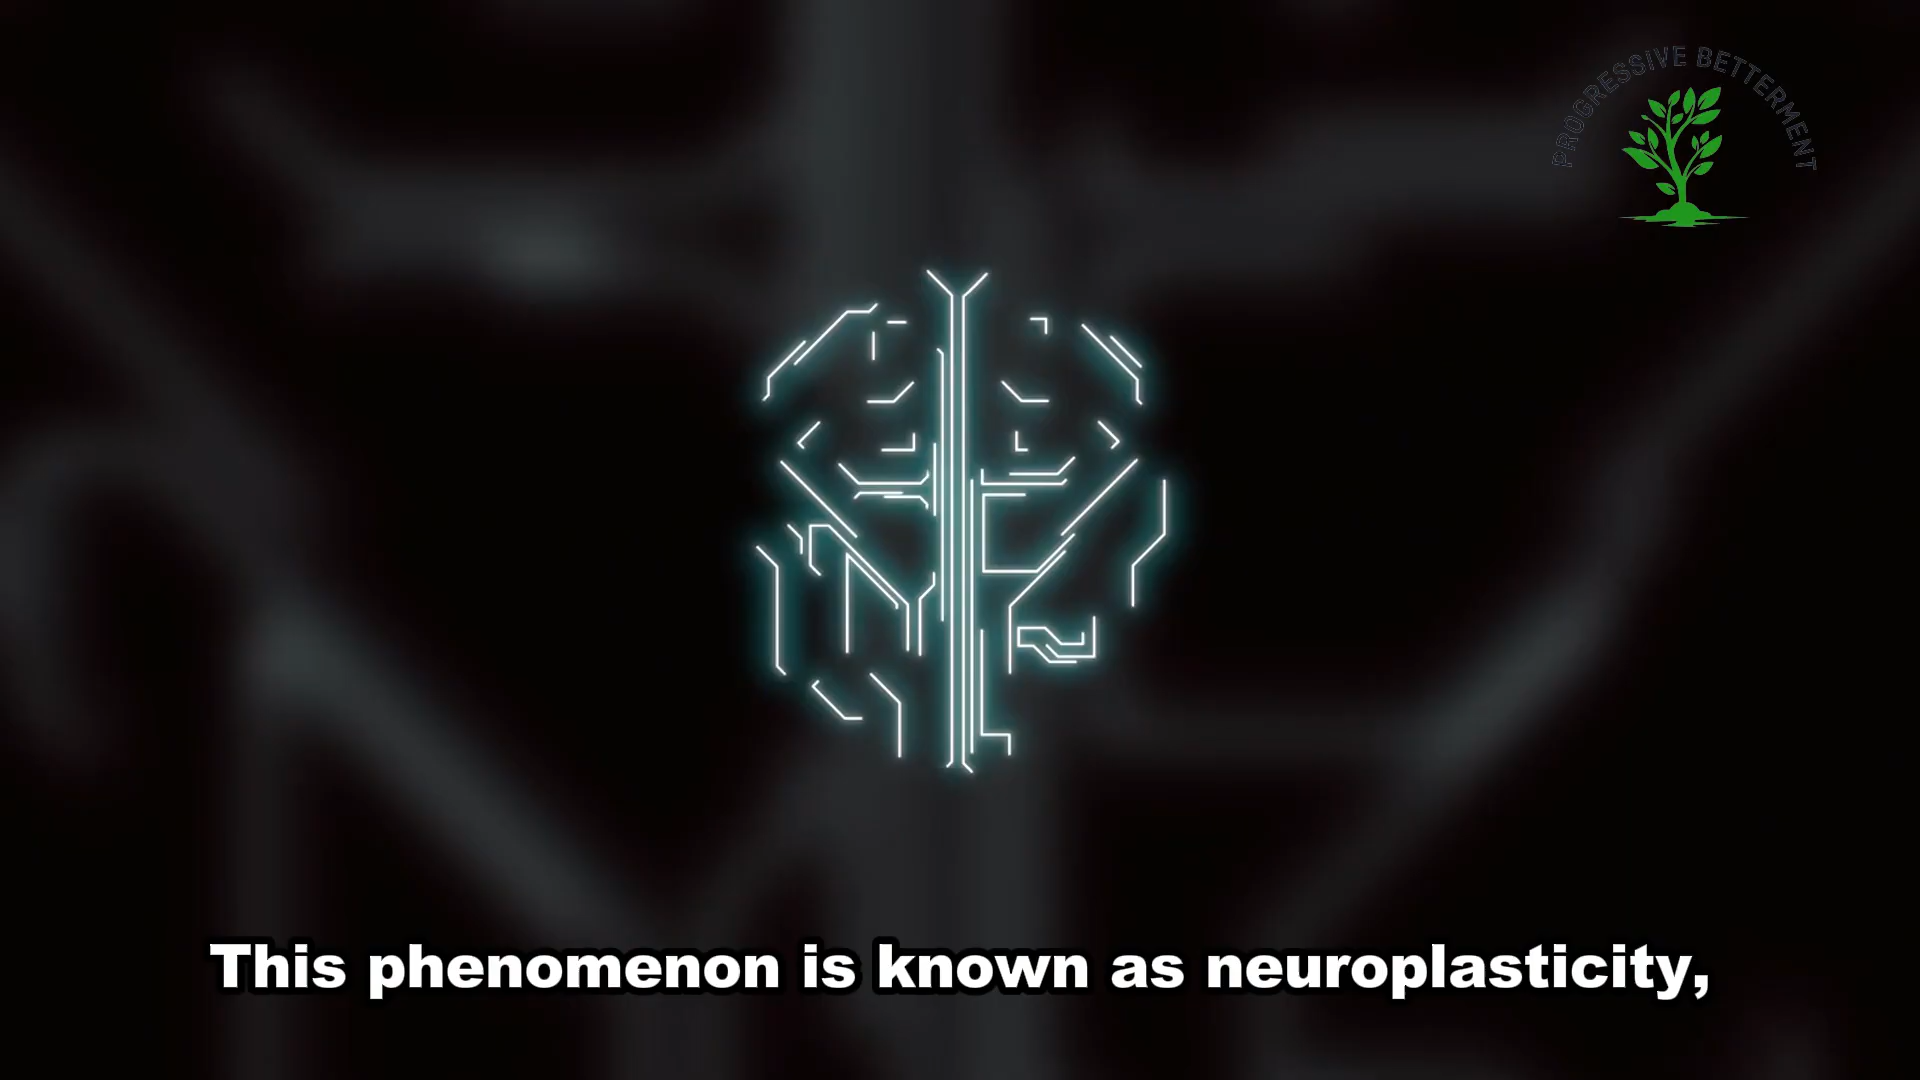 PROGRESSIVE BETTERMENT
This phenomenon is known as neuroplasticity,